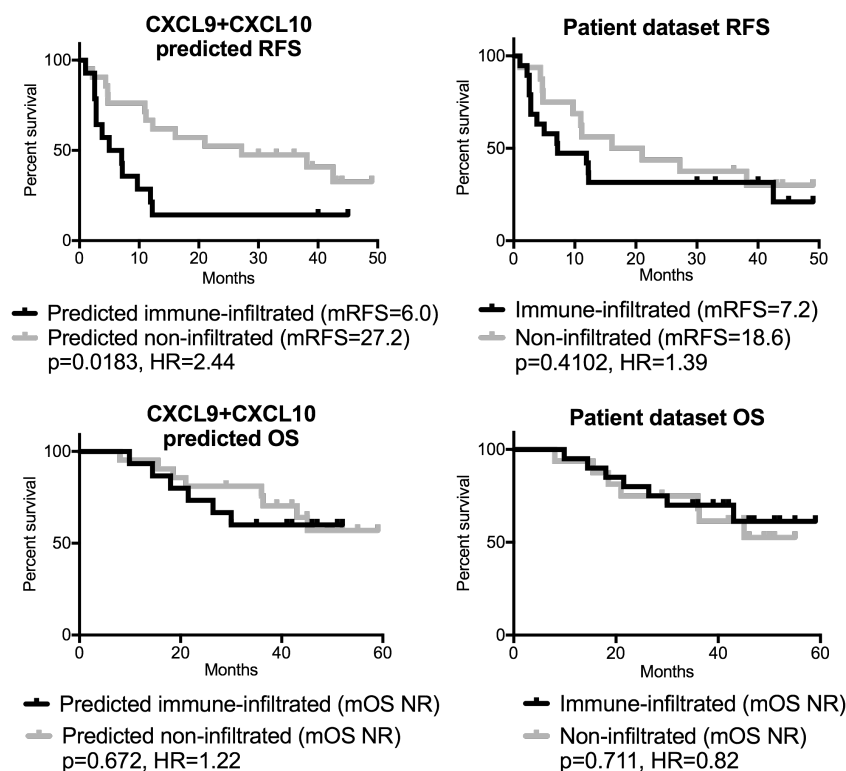 CXCL9+CXCL10
predicted RFS
Percent survival
100
50
0
0 10 20 30 40 50
Months
Predicted immune-infiltrated (mRFS=6.0)
Predicted non-infiltrated (mRFS=27.2)
p=0.0183, HR=2.44
Patient dataset RFS
Percent survival
100
50
0
0 10 20 30 40 50
Months
Immune-infiltrated (mRFS=7.2)
Non-infiltrated (mRFS=18.6)
p=0.4102, HR=1.39
CXCL9+CXCL10
predicted OS
Percent survival
100
50
0
0 20 40 60
Months
Predicted immune-infiltrated (mOS NR)
Predicted non-infiltrated (mOS NR)
p=0.672, HR=1.22
Patient dataset OS
Percent survival
100
50
0
0 20 40 60
Months
Immune-infiltrated (mOS NR)
Non-infiltrated (mOS NR)
p=0.711, HR=0.82